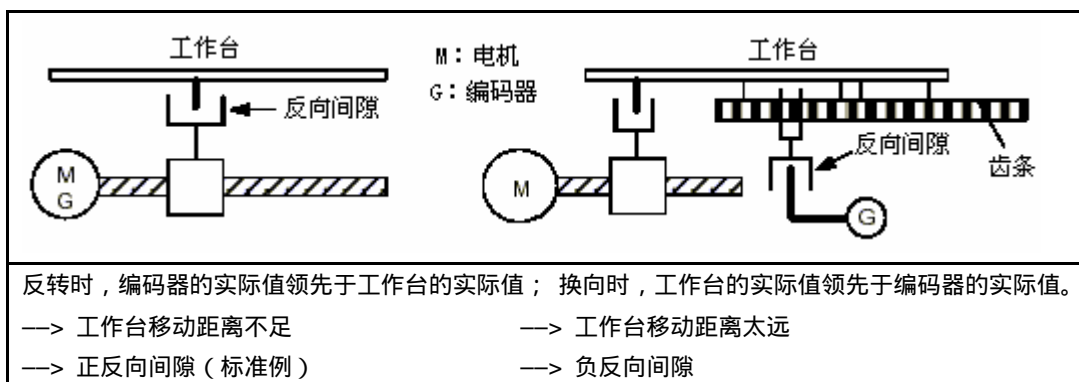 工作台
M：电机
工作台
G：编码器
反向间隙
反向间隙
齿条
M
G
M
G
反转时，编码器的实际值领先于工作台的实际值； 换向时，工作台的实际值领先于编码器的实际值。
—> 工作台移动距离不足 —> 工作台移动距离太远
—> 正反向间隙（标准例） —> 负反向间隙